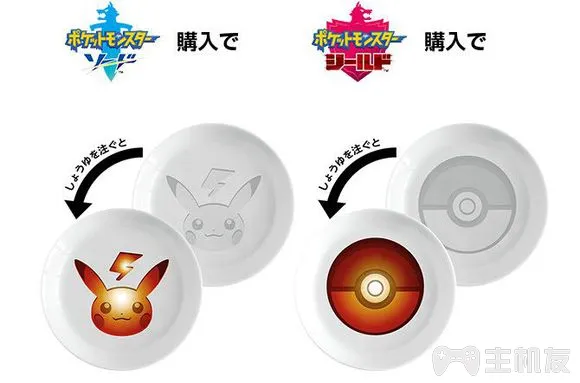 ポケットモンスター
ソード
購入で
ポケットモンスター
シールド
購入で
しょうゆを注ぐと
しょうゆを注ぐと
主机友